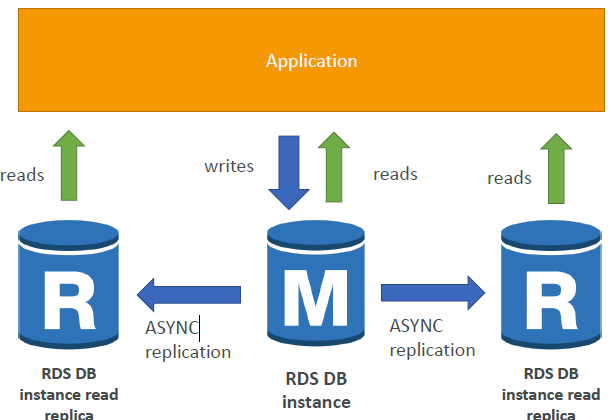 Application
reads
writes
reads
reads
R
M
R
ASYNC
replication
ASYNC
replication
RDS DB
instance read
replica
RDS DB
instance
RDS DB
instance read
replica